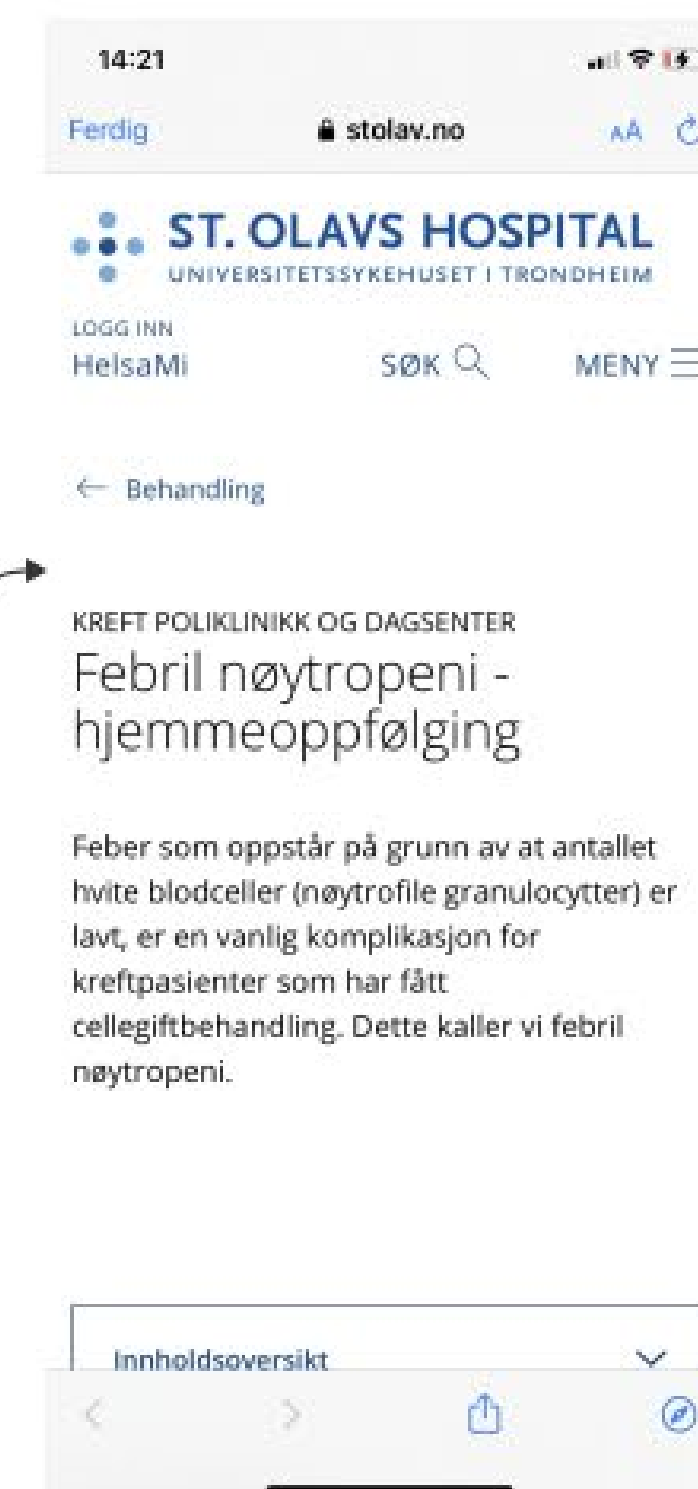 14:21
Ferdig
stolav.no
AA
ST. OLAVS HOSPITAL
UNIVERSITETSSYKEHUSET I TRONDHEIM
LOGG INN
HelsaMi
SØK
MENY
← Behandling
KREFT POLIKLINIKK OG DAGSENTER
Febril nøytropeni -
hjemmeoppfølging
Feber som oppstår på grunn av at antallet
hvite blodceller (nøytrofile granulocytter) er
lavt, er en vanlig komplikasjon for
kreftpasienter som har fått
cellegiftbehandling. Dette kaller vi febril
nøytropeni.
Innholdsoversikt